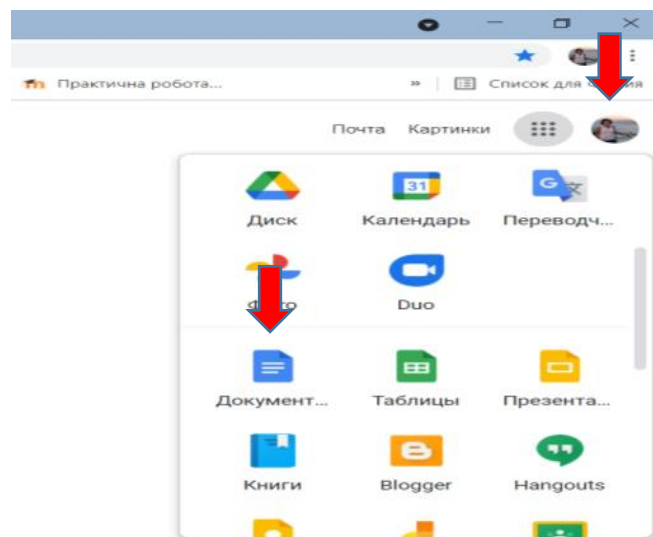 Практична робота...
»
Список для
Почта Картинки
31
Диск Календарь Переводч...
Duo
Документ... Таблицы Презента...
Книги Blogger Hangouts